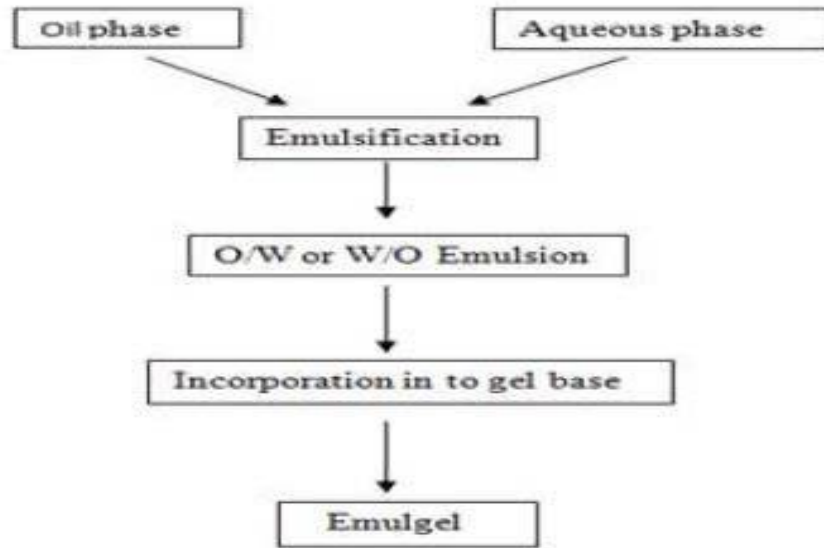 Oil phase
Aqueous phase
Emulsification
O/W or W/O Emulsion
Incorporation in to gel base
Emulgel